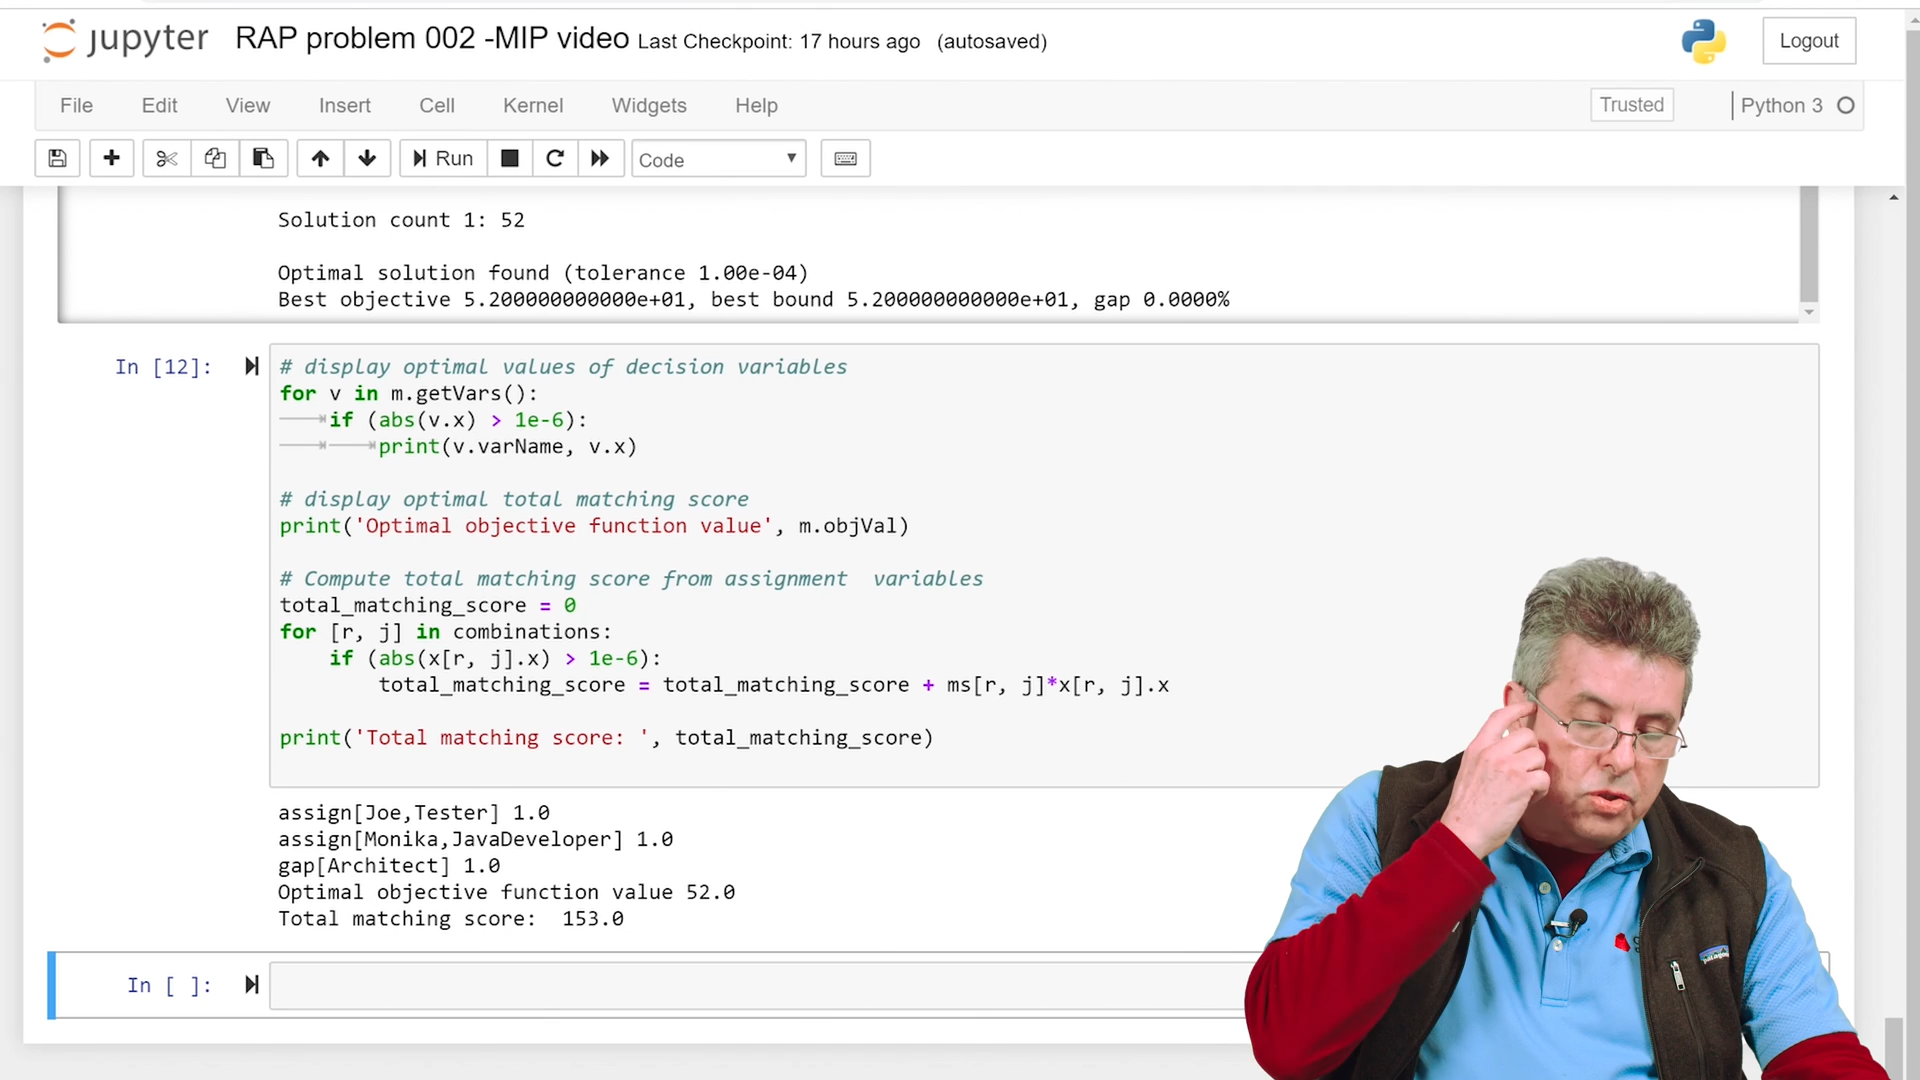 jupyter RAP problem 002 -MIP video Last Checkpoint: 17 hours ago (autosaved) Logout
File Edit View Insert Cell Kernel Widgets Help Trusted Python 3
Run Code
Solution count 1: 52
Optimal solution found (tolerance 1.00e-04)
Best objective 5.200000000000e+01, best bound 5.200000000000e+01, gap 0.0000%
In [12]:
# display optimal values of decision variables
for v in m.getVars():
if (abs(v.x) > 1e-6):
print(v.varName, v.x)
# display optimal total matching score
print('Optimal objective function value', m.objVal)
# Compute total matching score from assignment  variables
total_matching_score = 0
for [r, j] in combinations:
if (abs(x[r, j].x) > 1e-6):
total_matching_score = total_matching_score + ms[r, j]*x[r, j].x
print('Total matching score: ', total_matching_score)
assign[Joe,Tester] 1.0
assign[Monika,JavaDeveloper] 1.0
gap[Architect] 1.0
Optimal objective function value 52.0
Total matching score:  153.0
In [ ]: